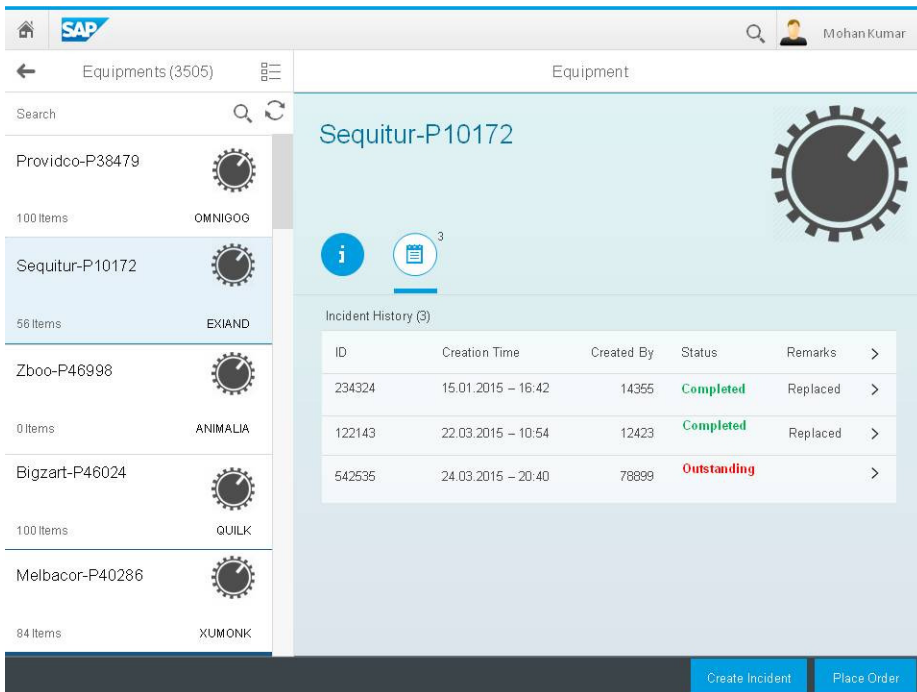 SAP
Mohan Kumar
Equipments (3505)
Equipment
Search
Providco-P38479
100 Items OMNIGOG
Sequitur-P10172
56 Items EXIAND
Zboo-P46998
0 Items ANIMALIA
Bigzart-P46024
100 Items QUILK
Melbacor-P40286
84 Items XUMONK
Sequitur-P10172
i
3
Incident History (3)
ID Creation Time Created By Status Remarks
234324 15.01.2015 – 16:42 14355 Completed Replaced
122143 22.03.2015 – 10:54 12423 Completed Replaced
542535 24.03.2015 – 20:40 78899 Outstanding
Create Incident Place Order